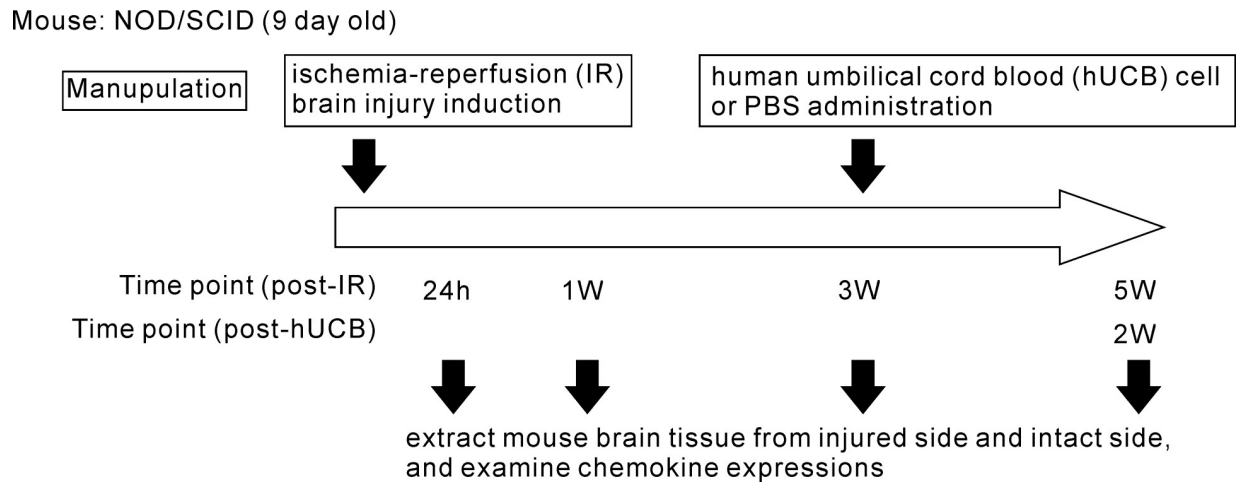 Mouse: NOD/SCID (9 day old)
Manupulation
ischemia-reperfusion (IR)
brain injury induction
human umbilical cord blood (hUCB) cell
or PBS administration
Time point (post-IR) 24h 1W 3W 5W
Time point (post-hUCB) 2W
extract mouse brain tissue from injured side and intact side,
and examine chemokine expressions